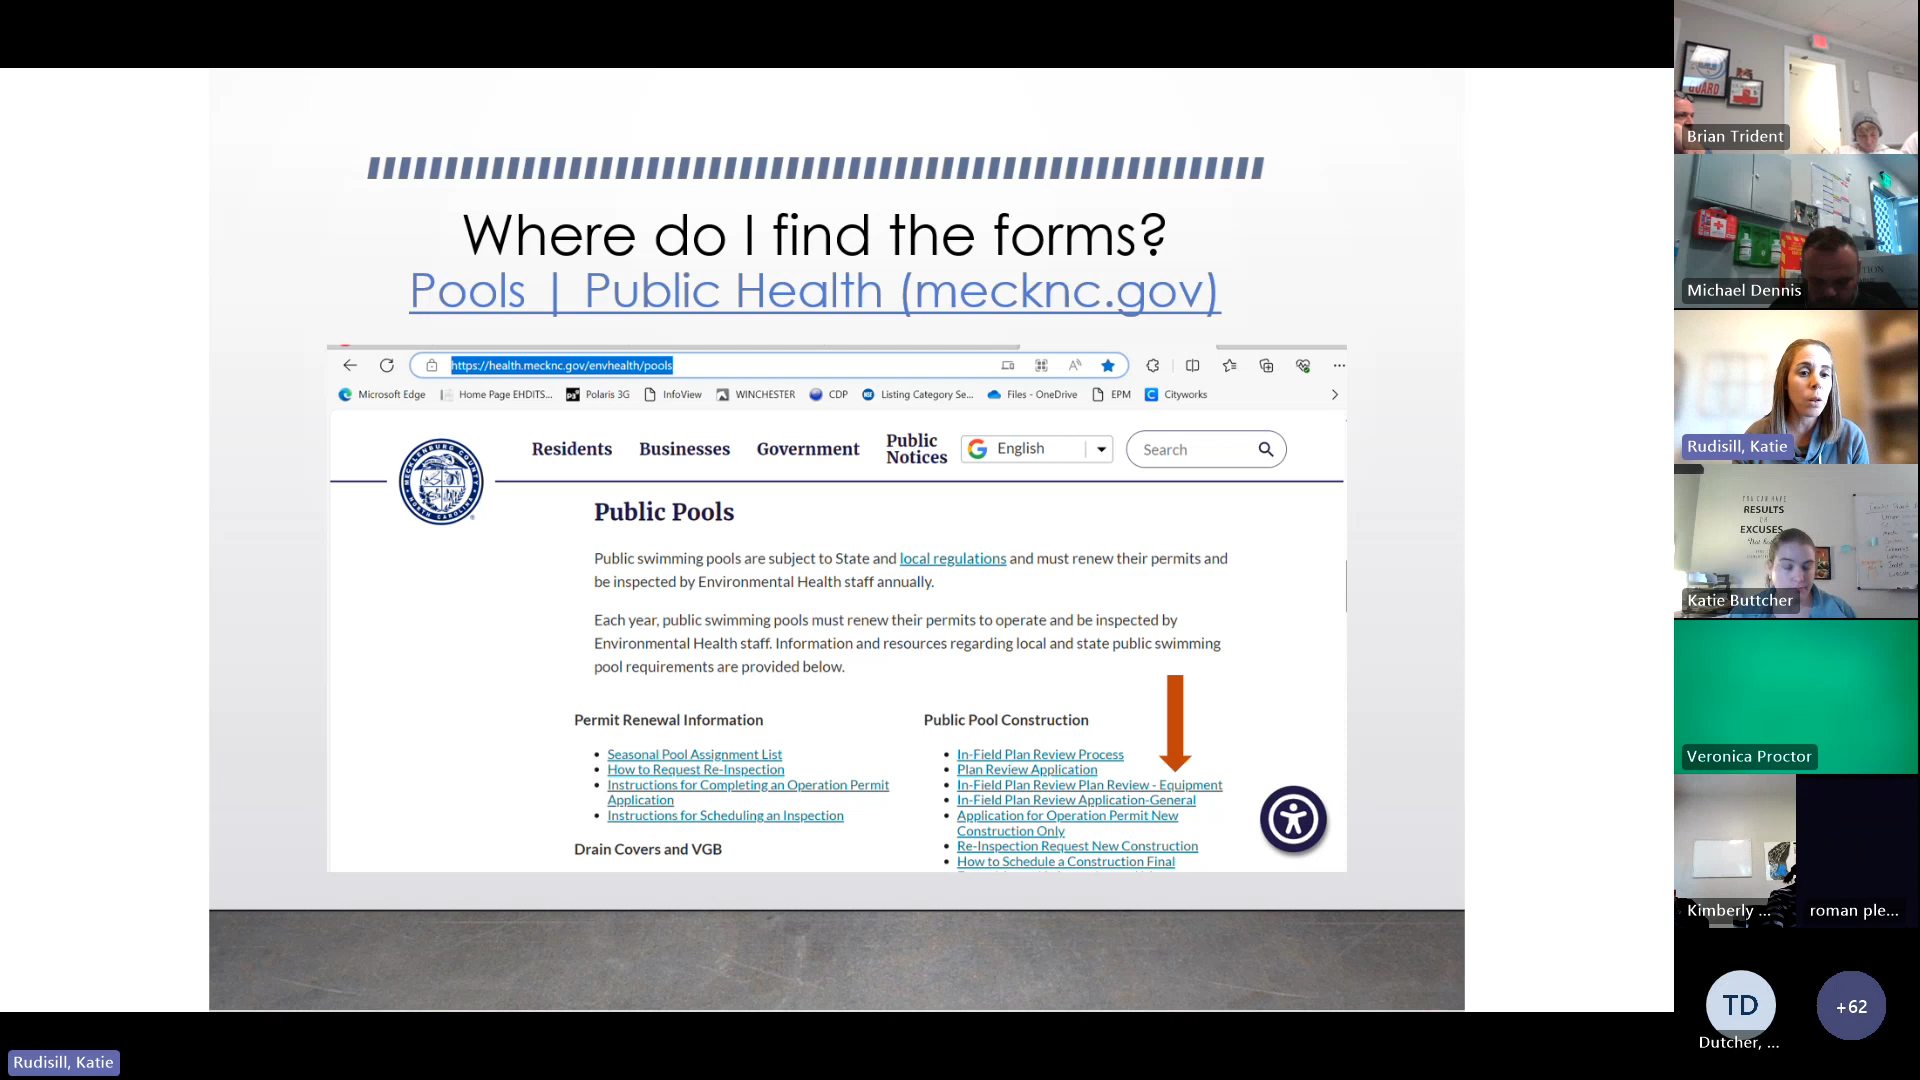 Where do I find the forms?
Pools | Public Health (mecknc.gov)
https://health.mecknc.gov/envhealth/pools
Microsoft Edge
Home Page EHDITS...
Polaris 3G
InfoView
WINCHESTER
CDP
Listing Category Se...
Files - OneDrive
EPM
Cityworks
MECKLENBURG COUNTY
NORTH CAROLINA
Residents
Businesses
Government
Public
Notices
English
Search
Public Pools
Public swimming pools are subject to State and local regulations and must renew their permits and
be inspected by Environmental Health staff annually.
Each year, public swimming pools must renew their permits to operate and be inspected by
Environmental Health staff. Information and resources regarding local and state public swimming
pool requirements are provided below.
Permit Renewal Information
Seasonal Pool Assignment List
How to Request Re-Inspection
Instructions for Completing an Operation Permit
Application
Instructions for Scheduling an Inspection
Drain Covers and VGB
Public Pool Construction
In-Field Plan Review Process
Plan Review Application
In-Field Plan Review Plan Review - Equipment
In-Field Plan Review Application-General
Application for Operation Permit New
Construction Only
Re-Inspection Request New Construction
How to Schedule a Construction Final
GUARD
Brian Trident
Michael Dennis
Rudisill, Katie
YOU CAN HAVE
RESULTS
OR
EXCUSES
Katie Buttcher
Veronica Proctor
Kimberly ...
roman ple...
TD
+62
Dutcher, ...
Rudisill, Katie